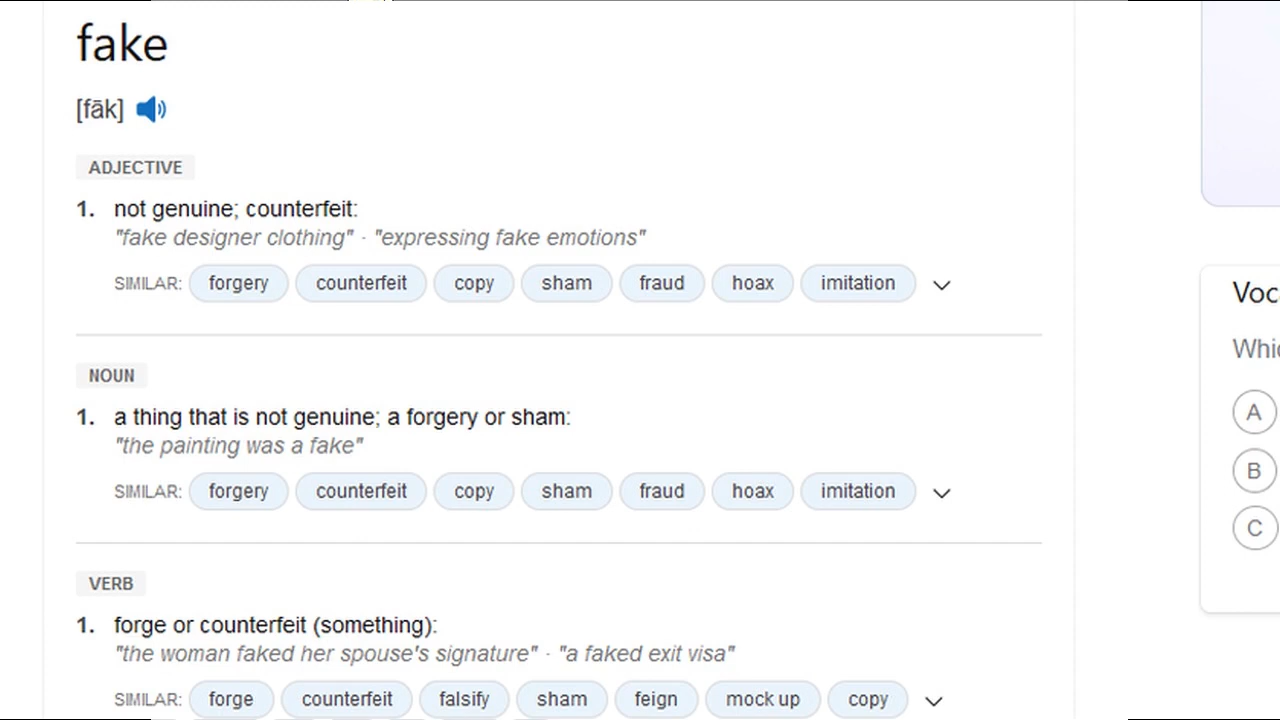 fake
[fāk]
ADJECTIVE
1. not genuine; counterfeit:
"fake designer clothing" · "expressing fake emotions"
SIMILAR: forgery counterfeit copy sham fraud hoax imitation
NOUN
1. a thing that is not genuine; a forgery or sham:
"the painting was a fake"
SIMILAR: forgery counterfeit copy sham fraud hoax imitation
VERB
1. forge or counterfeit (something):
"the woman faked her spouse's signature" · "a faked exit visa"
SIMILAR: forge counterfeit falsify sham feign mock up copy
Voc
Whic
A
B
C